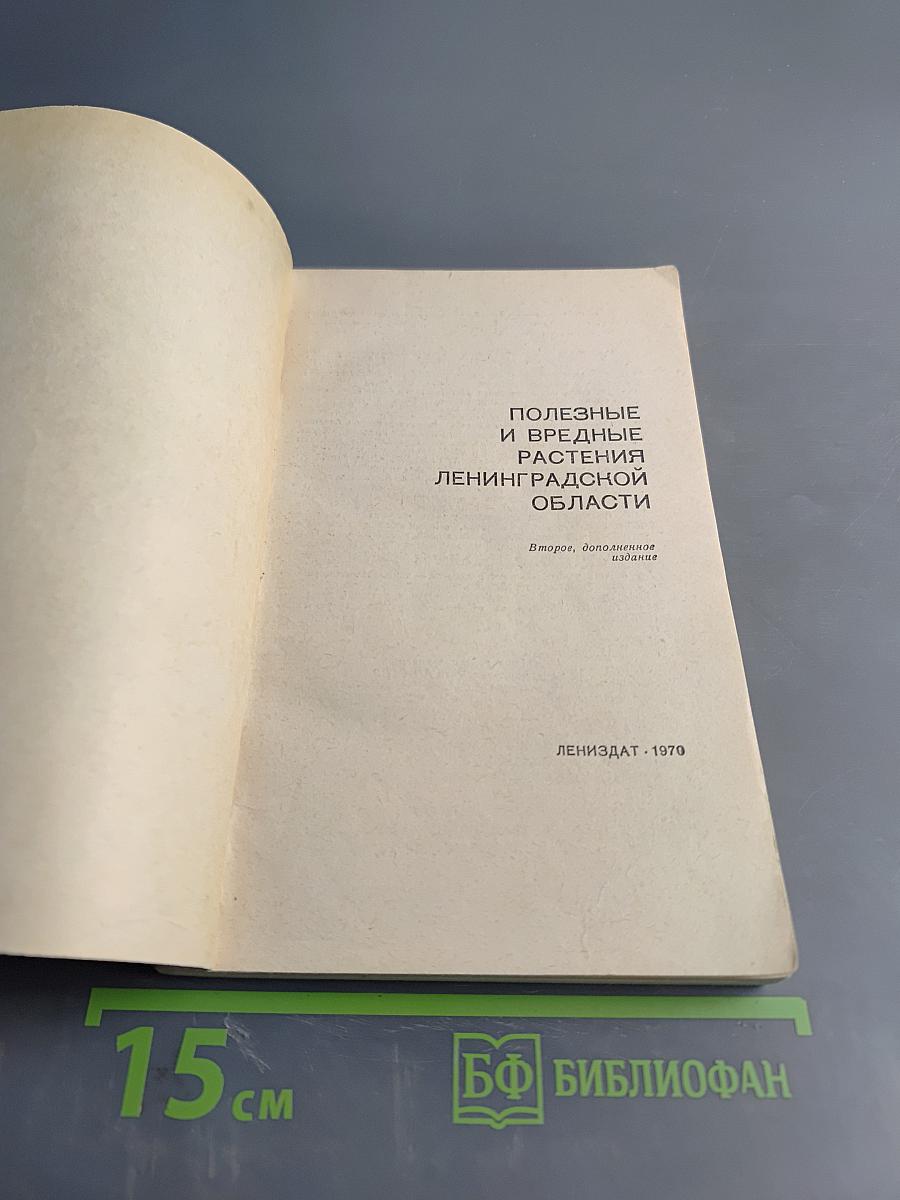 ПОЛЕЗНЫЕ
И ВРЕДНЫЕ
РАСТЕНИЯ
ЛЕНИНГРАДСКОЙ
ОБЛАСТИ
Второе, дополненное
издание
ЛЕНИЗДАТ · 1970
15 см
БФ БИБЛИОФАН